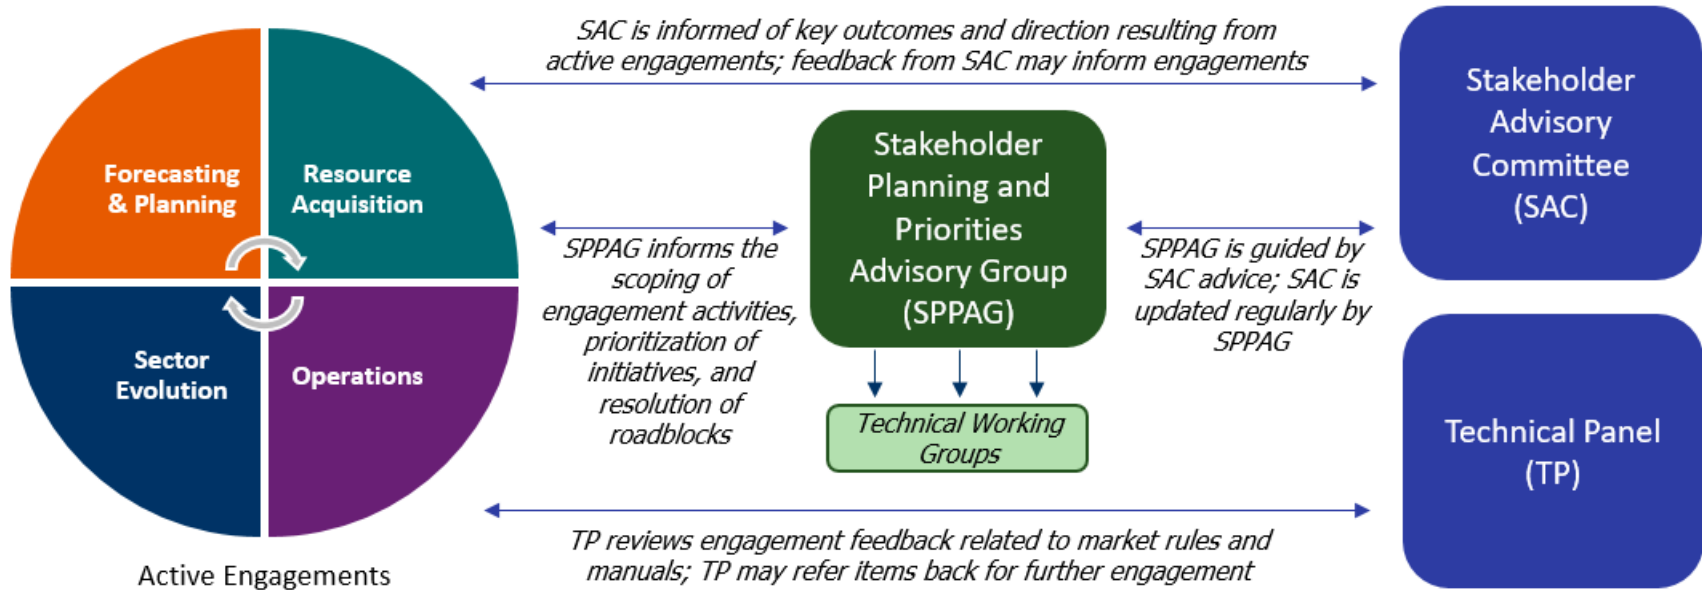 SAC is informed of key outcomes and direction resulting from
active engagements; feedback from SAC may inform engagements
Forecasting
& Planning
Resource
Acquisition
Sector
Evolution
Operations
Active Engagements
SPPAG informs the
scoping of
engagement activities,
prioritization of
initiatives, and
resolution of
roadblocks
Stakeholder
Planning and
Priorities
Advisory Group
(SPPAG)
Technical Working
Groups
SPPAG is guided by
SAC advice; SAC is
updated regularly by
SPPAG
Stakeholder
Advisory
Committee
(SAC)
Technical Panel
(TP)
TP reviews engagement feedback related to market rules and
manuals; TP may refer items back for further engagement